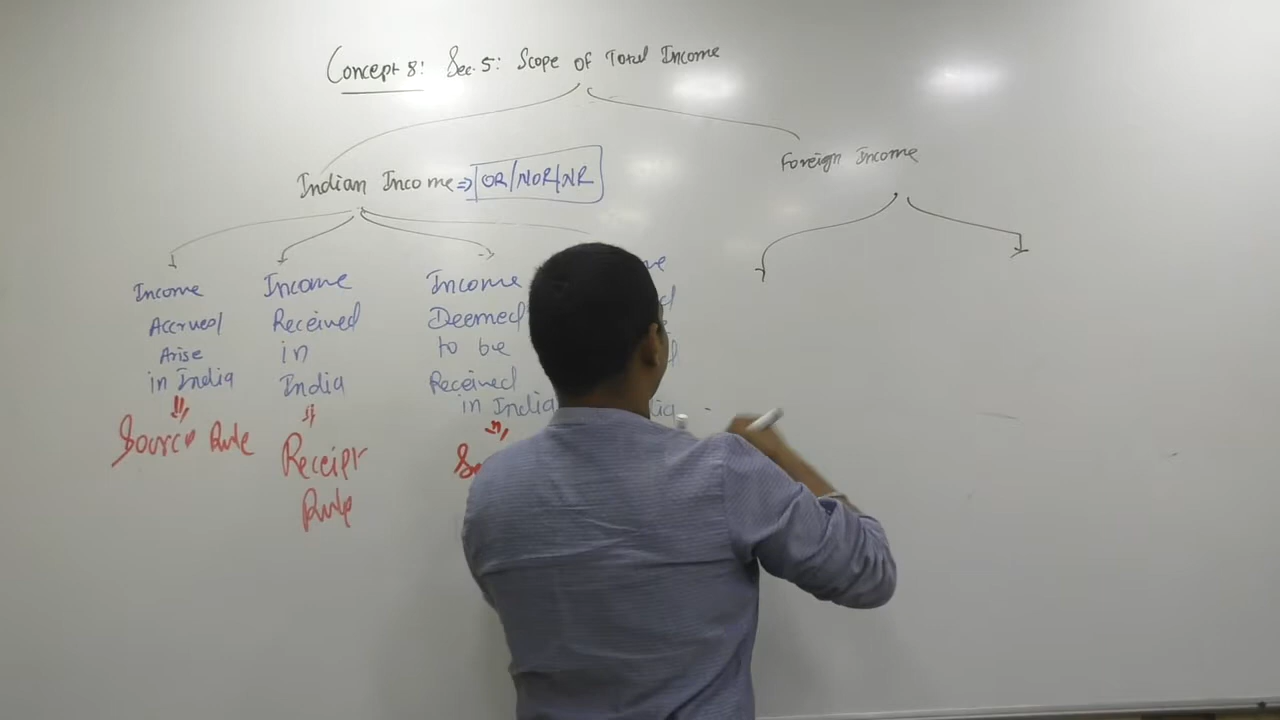 Concept 8: Sec. 5: Scope of Total Income
Indian Income ⇒ OR/NOR/NR
Foreign Income
Income
Accrued/
Arise
in India
Source Rule
Income
Received
in
India
Receipt
Rule
Income
Deemed
to be
Received
in India